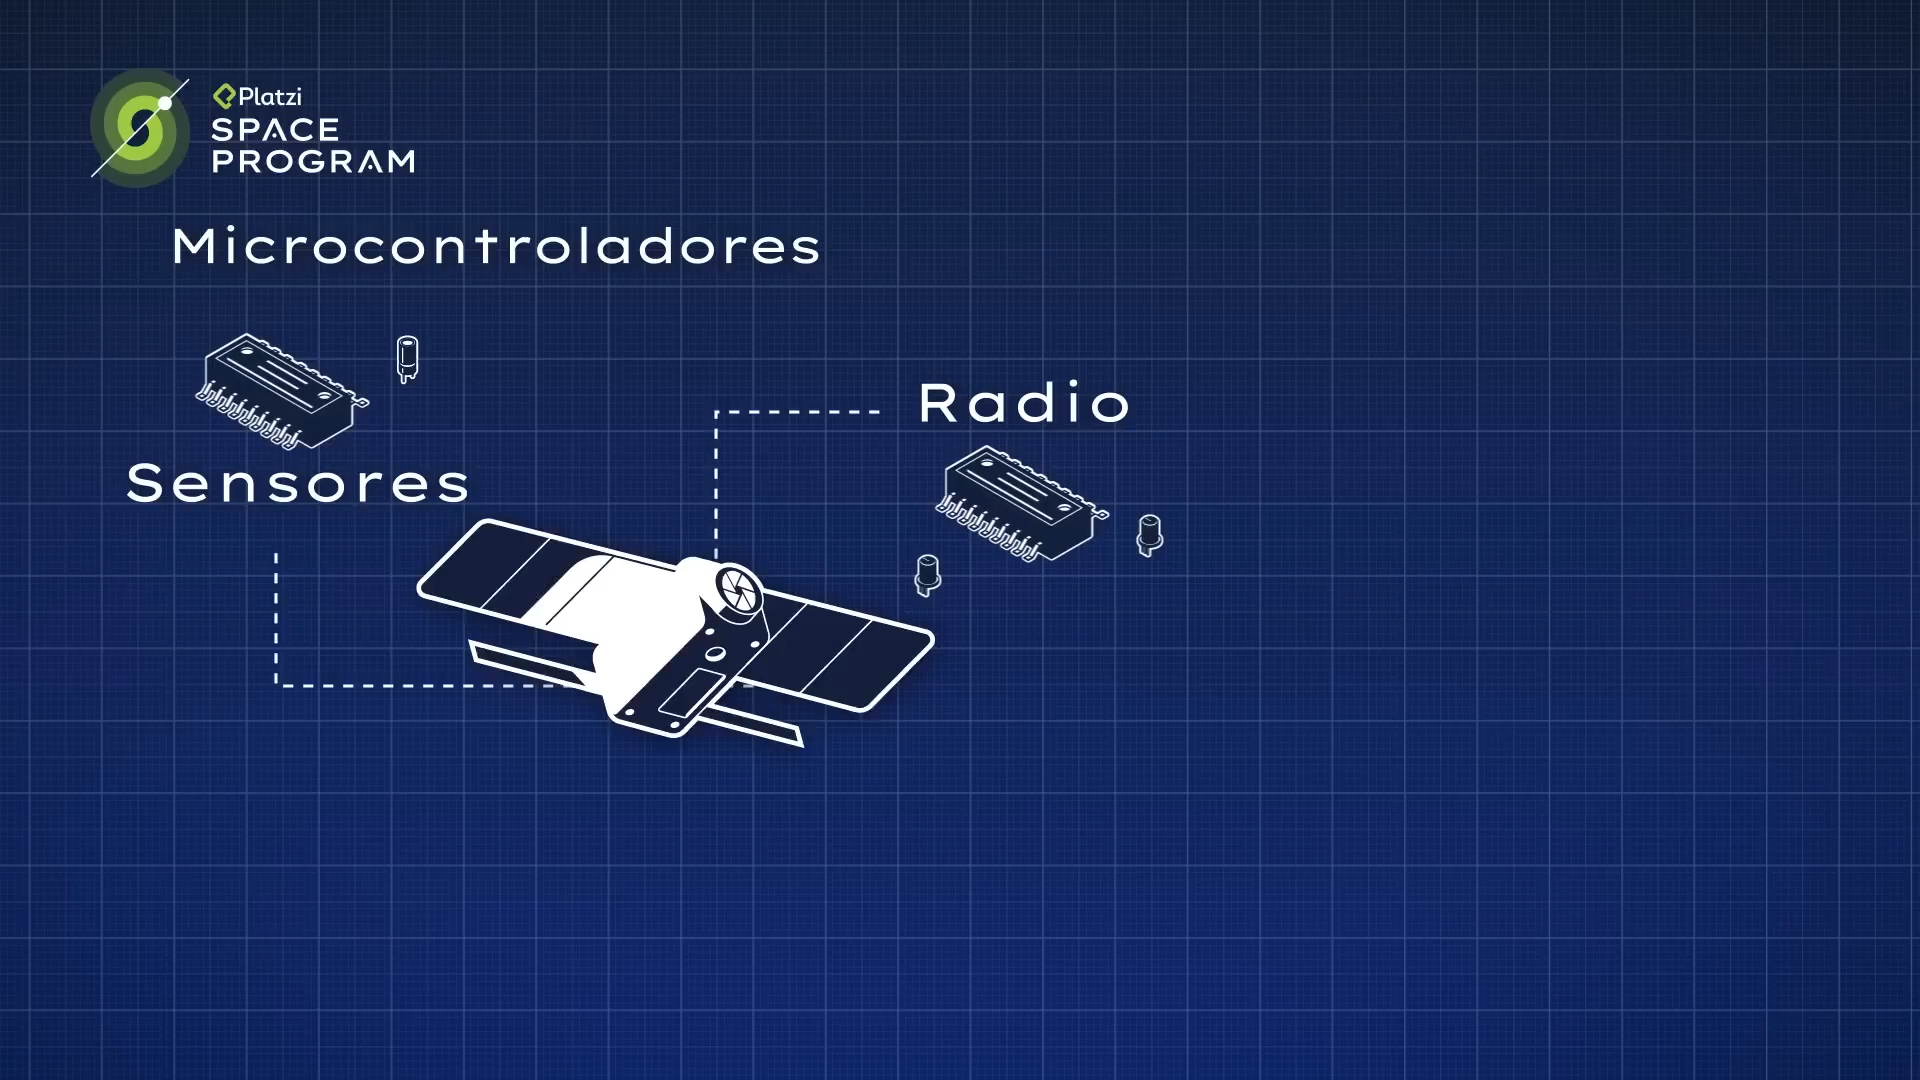 Platzi
SPACE
PROGRAM
Microcontroladores
Radio
Sensores